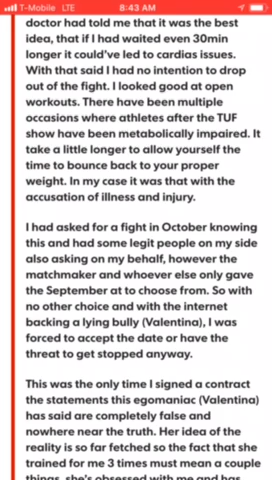 T-Mobile LTE 8:43 AM
doctor had told me that it was the best
idea, that if I had waited even 30min
longer it could've led to cardias issues.
With that said I had no intention to drop
out of the fight. I looked good at open
workouts. There have been multiple
occasions where athletes after the TUF
show have been metabolically impaired. It
take a little longer to allow yourself the
time to bounce back to your proper
weight. In my case it was that with the
accusation of illness and injury.
I had asked for a fight in October knowing
this and had some legit people on my side
also asking on my behalf, however the
matchmaker and whoever else only gave
the September at to choose from. So with
no other choice and with the internet
backing a lying bully (Valentina), I was
forced to accept the date or have the
threat to get stopped anyway.
This was the only time I signed a contract
the statements this egomaniac (Valentina)
has said are completely false and
nowhere near the truth. Her idea of the
reality is so far fetched so the fact that she
trained for me 3 times must mean a couple
things, she's obsessed with me and has